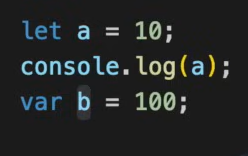 let a = 10;
console.log(a);
var b = 100;